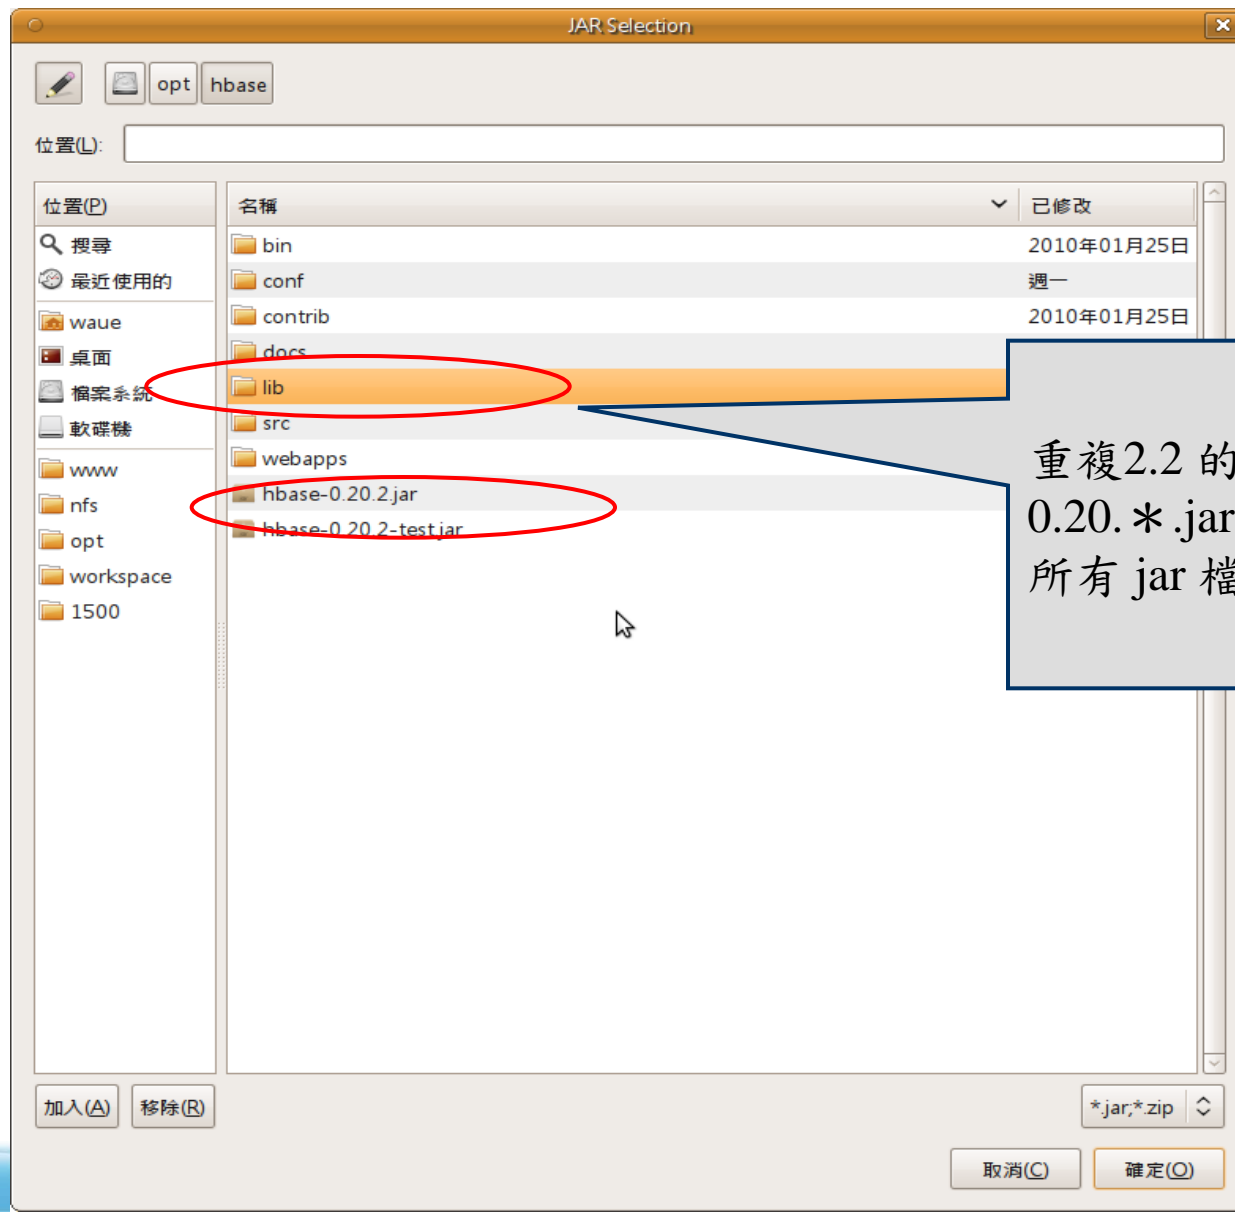 JAR Selection
opt hbase
位置(L):
位置(P)
名稱 已修改
搜尋
最近使用的
waue
桌面
檔案系統
軟碟機
www
nfs
opt
workspace
1500
bin 2010年01月25日
conf 週一
contrib 2010年01月25日
docs
lib
src
webapps
hbase-0.20.2.jar
hbase-0.20.2-test.jar
重複2.2 的
0.20.＊.jar
所有 jar 檔
加入(A) 移除(R)
*.jar;*.zip
取消(C) 確定(O)